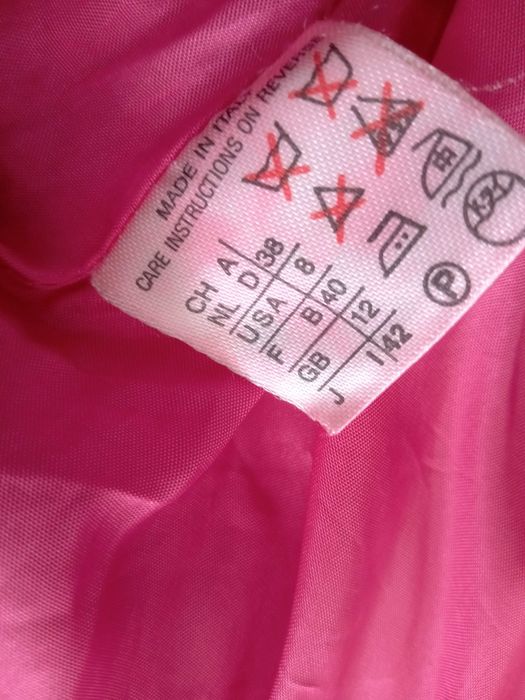 MADE IN ITALY
CARE INSTRUCTIONS ON REVERSE
P
CH A
NL D 38
USA 8
F B 40
GB 12
J I 42